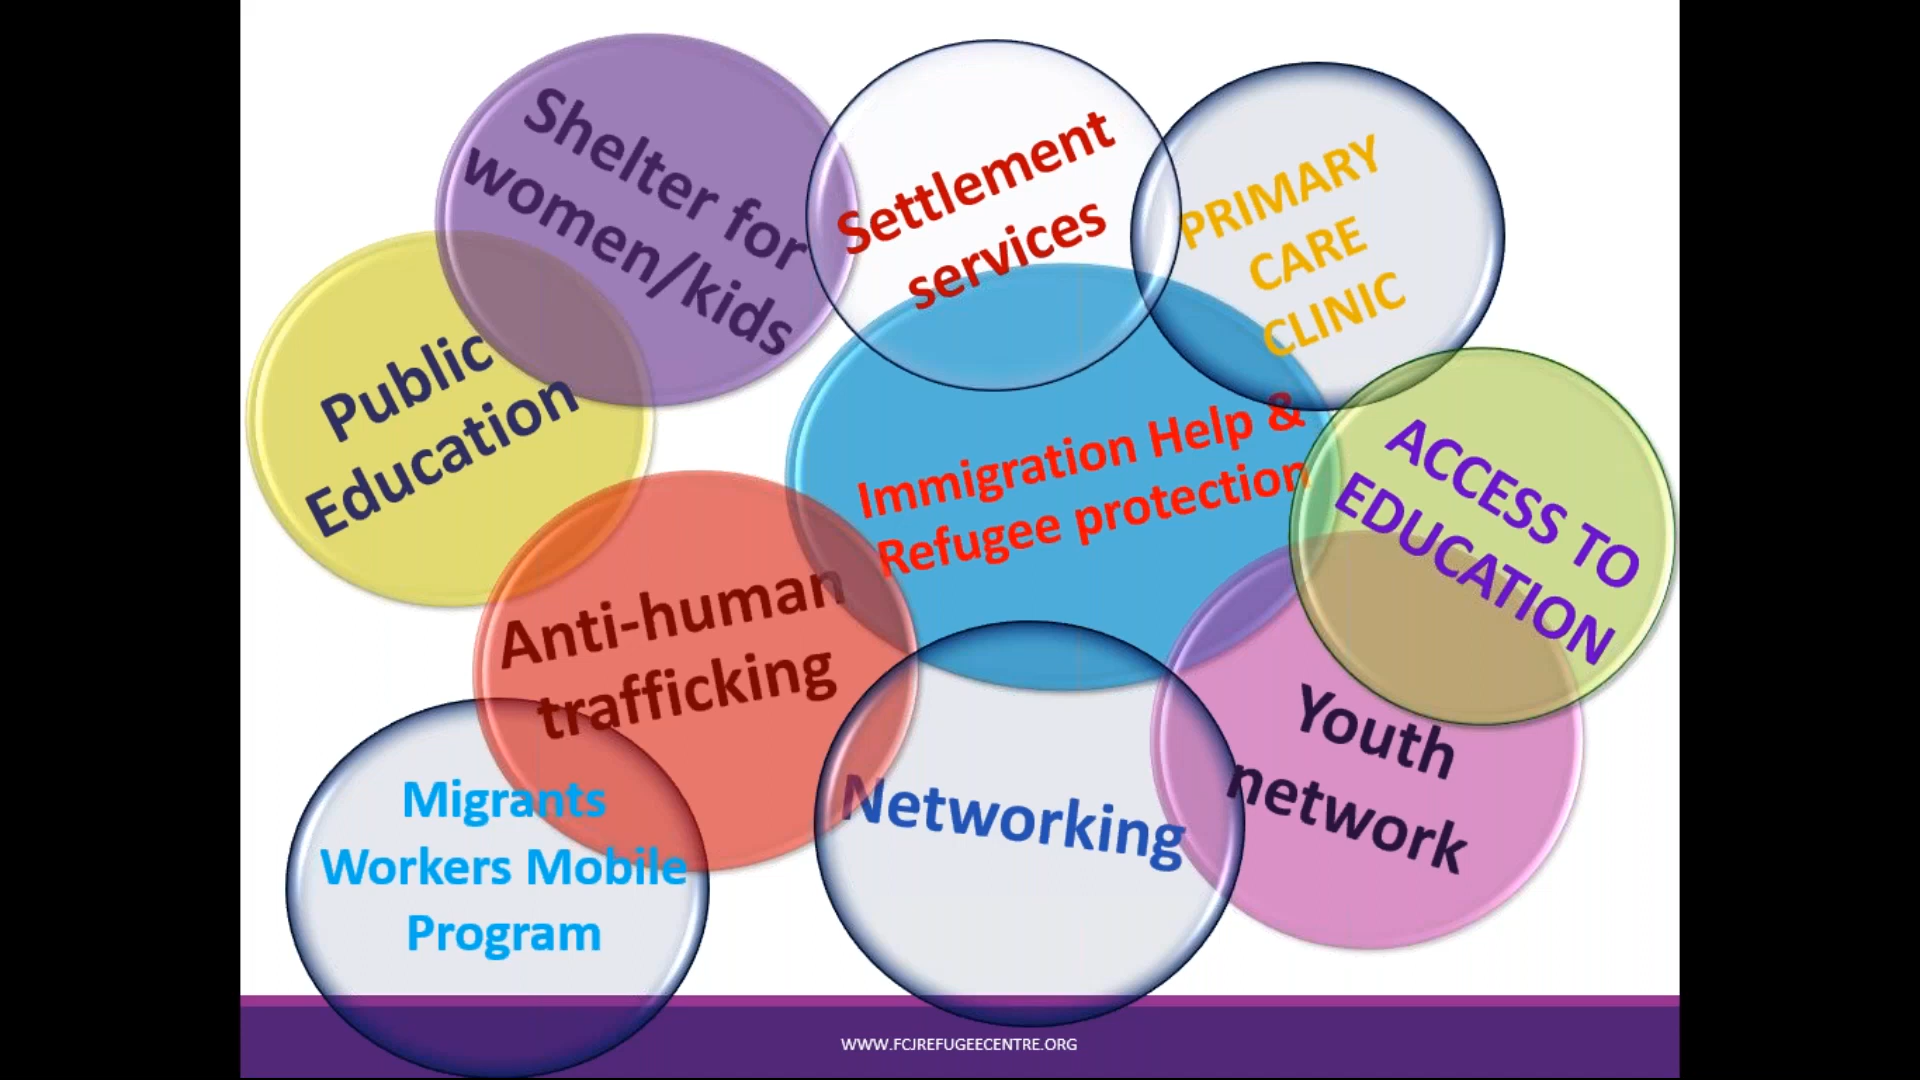 Shelter for
women/kids
Settlement
services
PRIMARY
CARE
CLINIC
Public
Education
Immigration Help &
Refugee protection
ACCESS TO
EDUCATION
Anti-human
trafficking
Youth
network
Migrants
Workers Mobile
Program
Networking
WWW.FCJREFUGEECENTRE.ORG